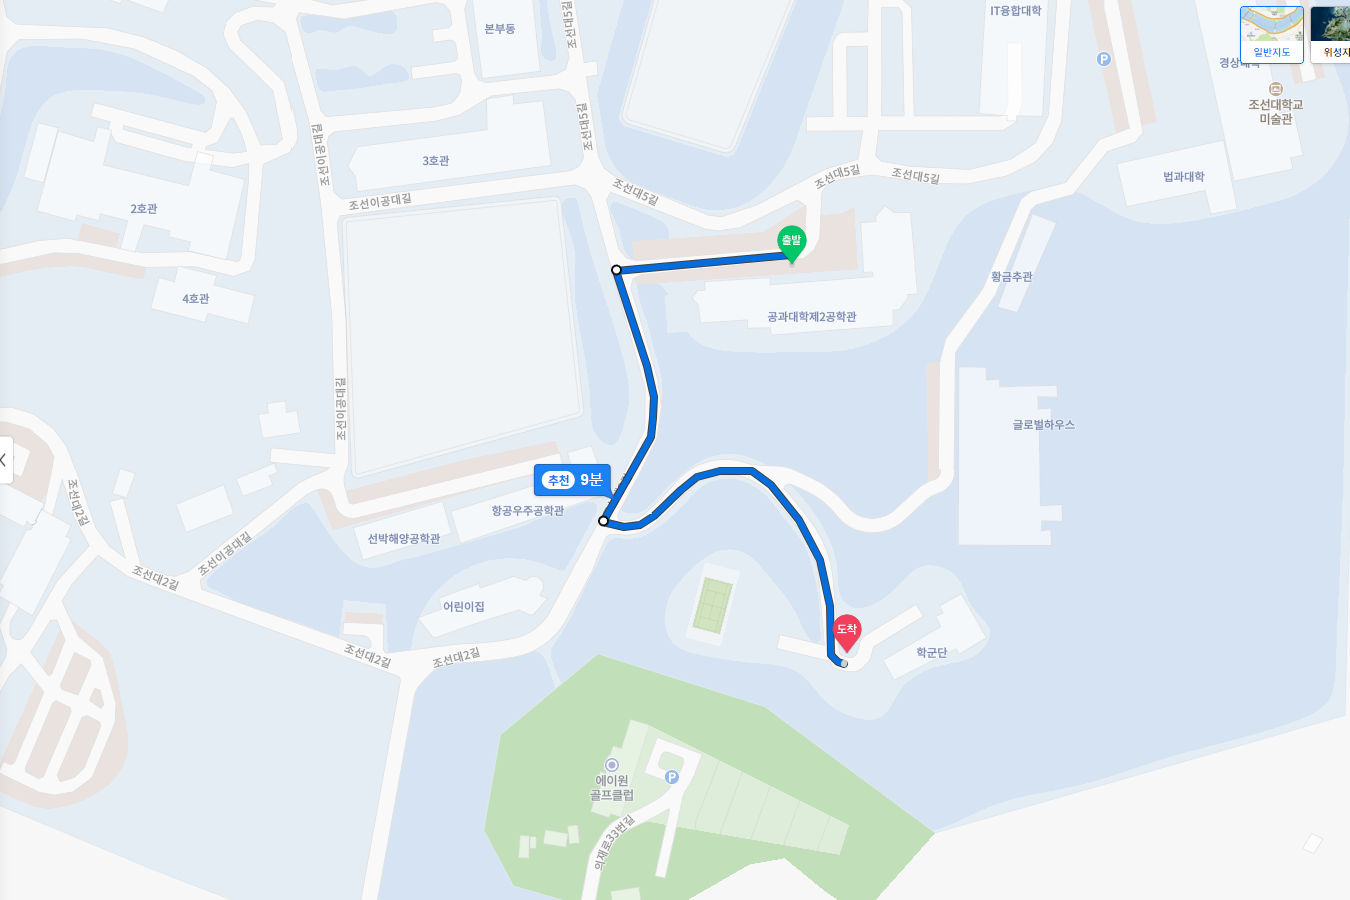 본부동
조선대5길
IT융합대학
P
일반지도
위성지
경상대학
조선대학교
미술관
조선이공대길
조선대5길
3호관
조선대5길
조선대5길
조선대5길
법과대학
조선이공대길
2호관
출발
4호관
황금추관
공과대학제2공학관
조선이공대길
글로벌하우스
추천 9분
조선대2길
항공우주공학관
선박해양공학관
조선이공대길
조선대2길
어린이집
도착
조선대2길
조선대2길
학군단
에이원
골프클럽
P
의재로33번길